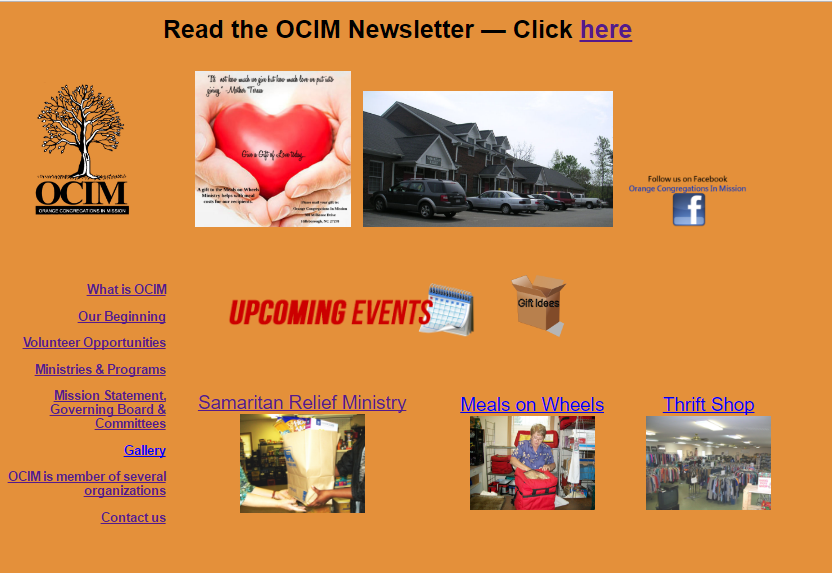 Read the OCIM Newsletter — Click here
"It's not how much we give but how much love we put into
giving." -Mother Teresa
Give a Gift of Love Today...
A gift to the Meals on Wheels
Ministry helps with meal
costs for our recipients.
Please mail your gift to:
Orange Congregations In Mission
Hillsborough, NC 27278
OCIM
ORANGE CONGREGATIONS IN MISSION
Follow us on Facebook
Orange Congregations In Mission
f
What is OCIM
Our Beginning
Volunteer Opportunities
Ministries & Programs
Mission Statement,
Governing Board &
Committees
Gallery
OCIM is member of several
organizations
Contact us
UPCOMING EVENTS
Gift Idees
Samaritan Relief Ministry
Meals on Wheels
Thrift Shop